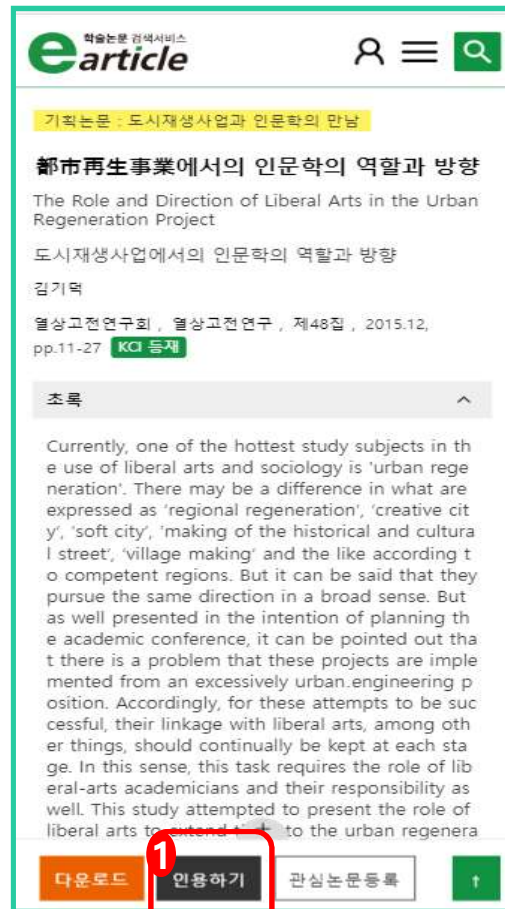 학술논문 검색서비스
earticle
기획논문 : 도시재생사업과 인문학의 만남
都市再生事業에서의 인문학의 역할과 방향
The Role and Direction of Liberal Arts in the Urban
Regeneration Project
도시재생사업에서의 인문학의 역할과 방향
김기덕
열상고전연구회 , 열상고전연구 , 제48집 , 2015.12,
pp.11-27 KCI 등재
초록
Currently, one of the hottest study subjects in th
e use of liberal arts and sociology is 'urban rege
neration'. There may be a difference in what are
expressed as 'regional regeneration', 'creative cit
y', 'soft city', 'making of the historical and cultura
l street', 'village making' and the like according t
o competent regions. But it can be said that they
pursue the same direction in a broad sense. But
as well presented in the intention of planning th
e academic conference, it can be pointed out tha
t there is a problem that these projects are imple
mented from an excessively urban.engineering p
osition. Accordingly, for these attempts to be suc
cessful, their linkage with liberal arts, among oth
er things, should continually be kept at each sta
ge. In this sense, this task requires the role of lib
eral-arts academicians and their responsibility as
well. This study attempted to present the role of
liberal arts to extend to the urban regenera
1
다운로드 인용하기 관심논문등록 ↑